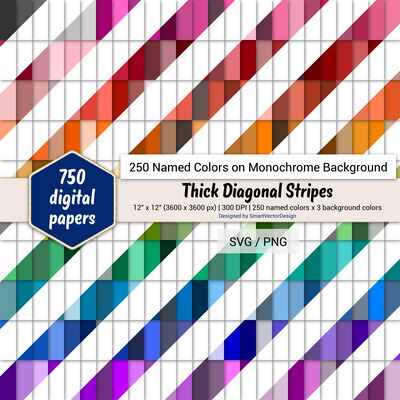 750
digital
papers
250 Named Colors on Monochrome Background
Thick Diagonal Stripes
12" x 12" (3600 x 3600 px) | 300 DPI | 250 named colors x 3 background colors
Designed by SmartVectorDesign
SVG / PNG